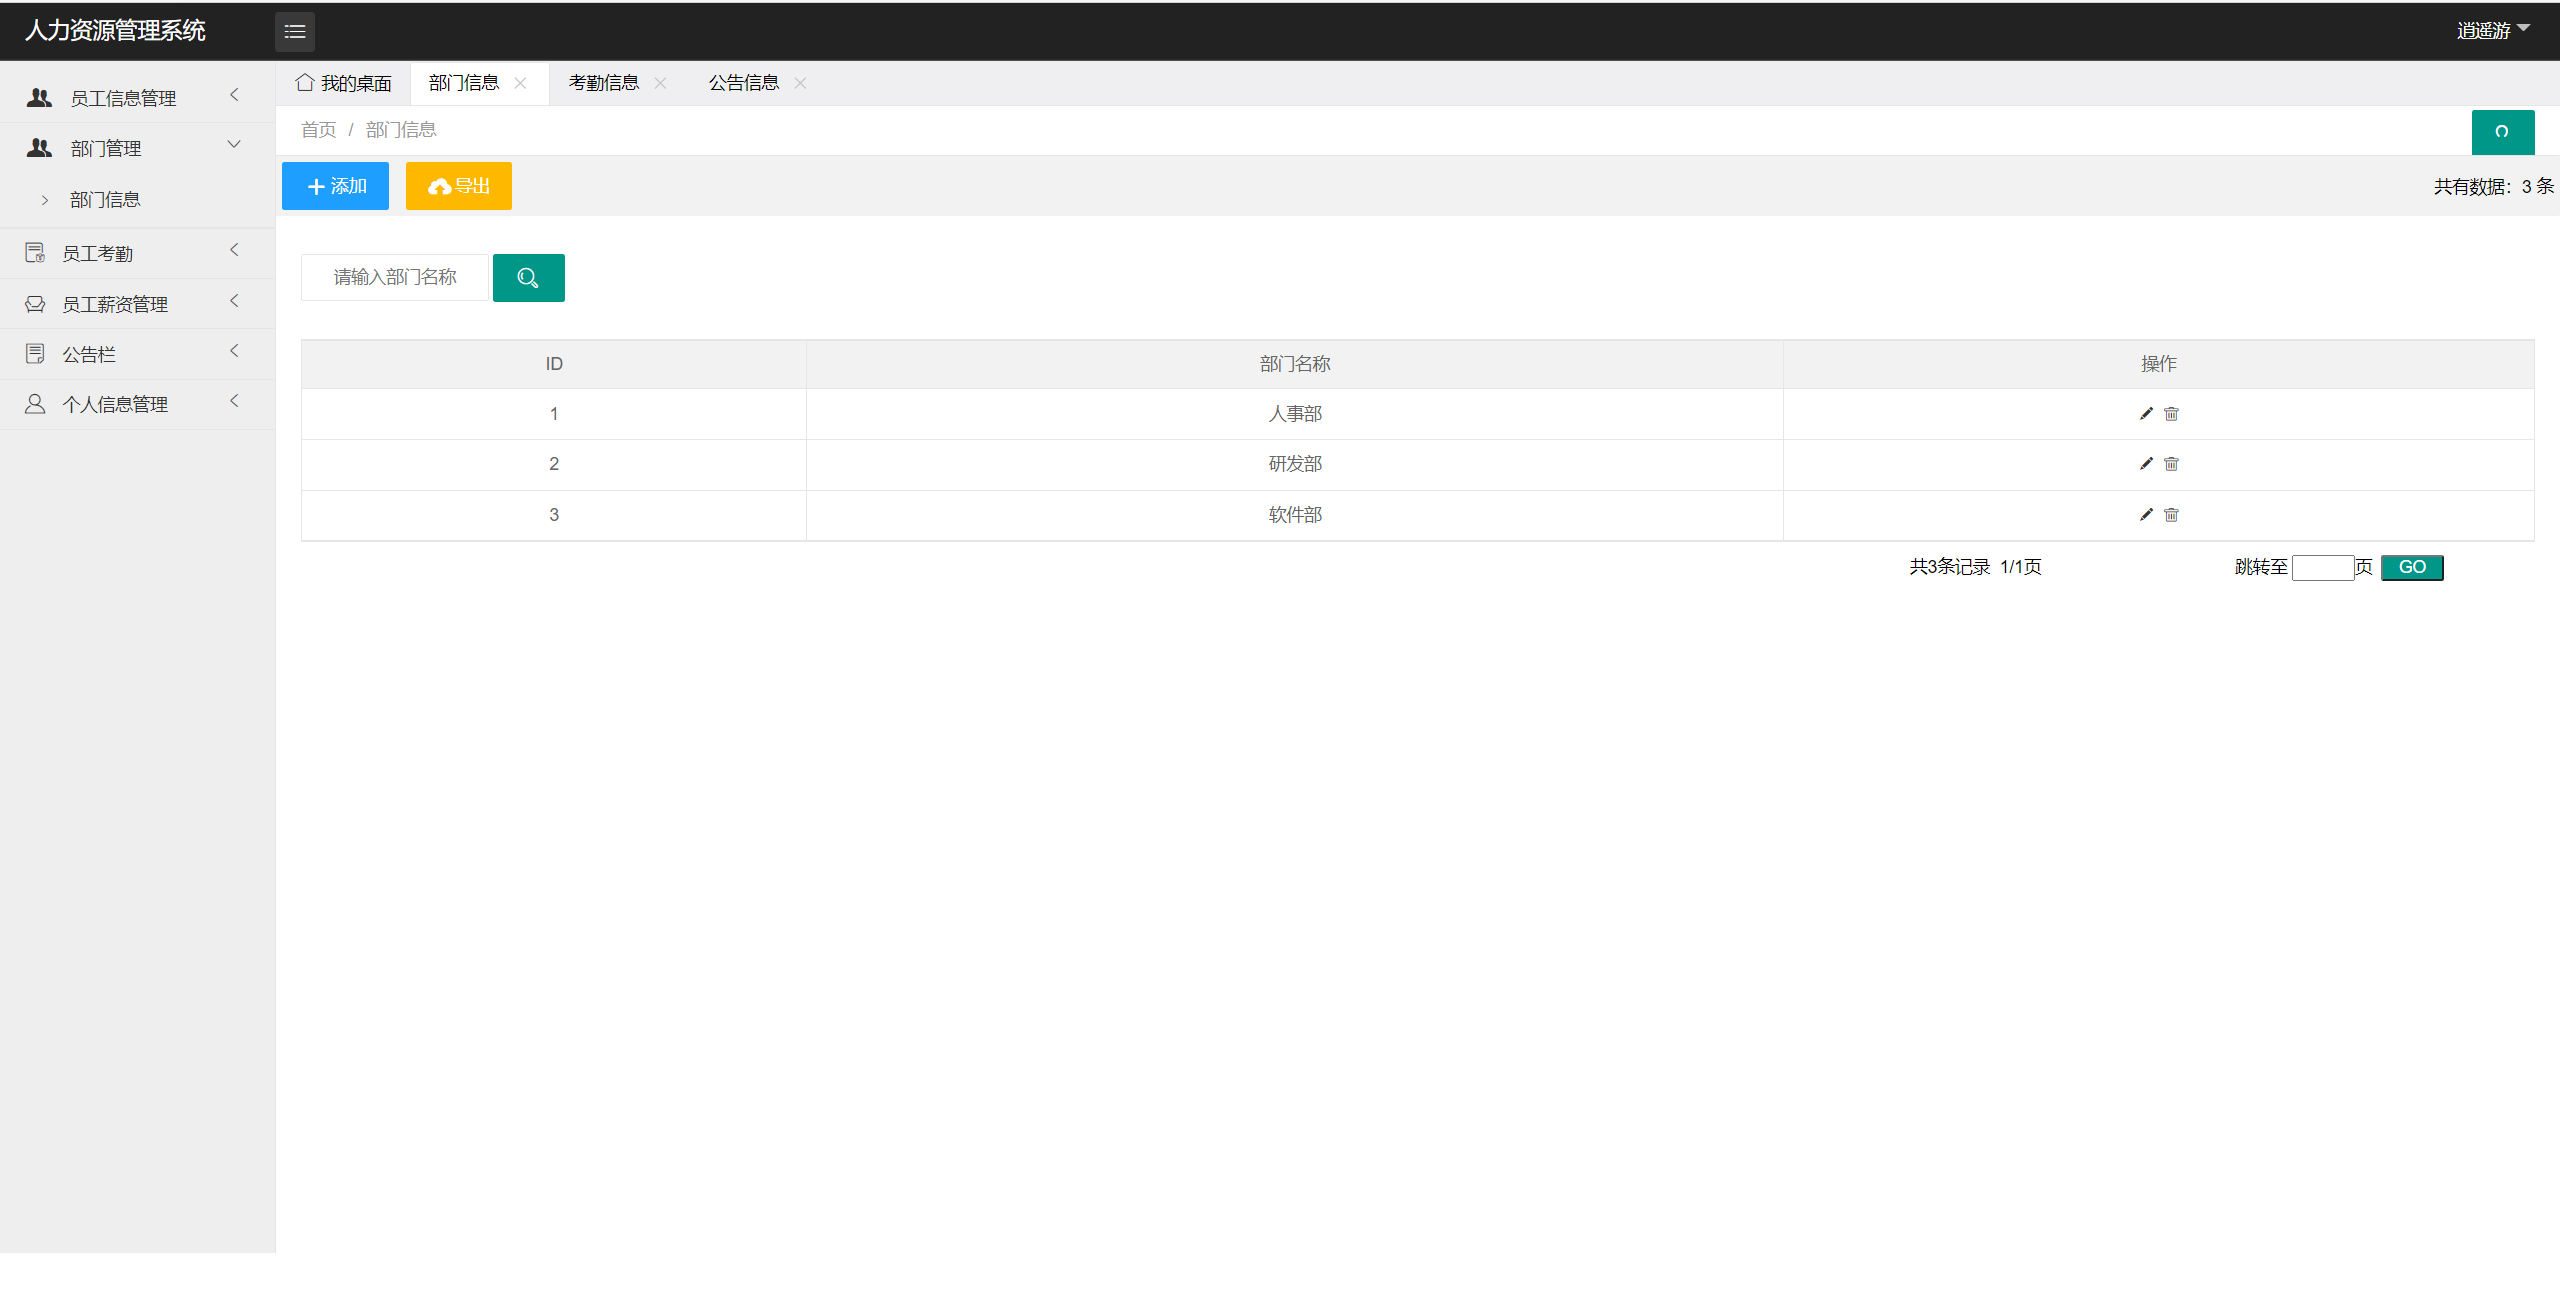 人力资源管理系统
逍遥游
员工信息管理
部门管理
部门信息
员工考勤
员工薪资管理
公告栏
个人信息管理
我的桌面 部门信息 考勤信息 公告信息
首页 / 部门信息
添加 导出 共有数据：3 条
请输入部门名称
ID 部门名称 操作
1 人事部
2 研发部
3 软件部
共3条记录 1/1页 跳转至 页 GO